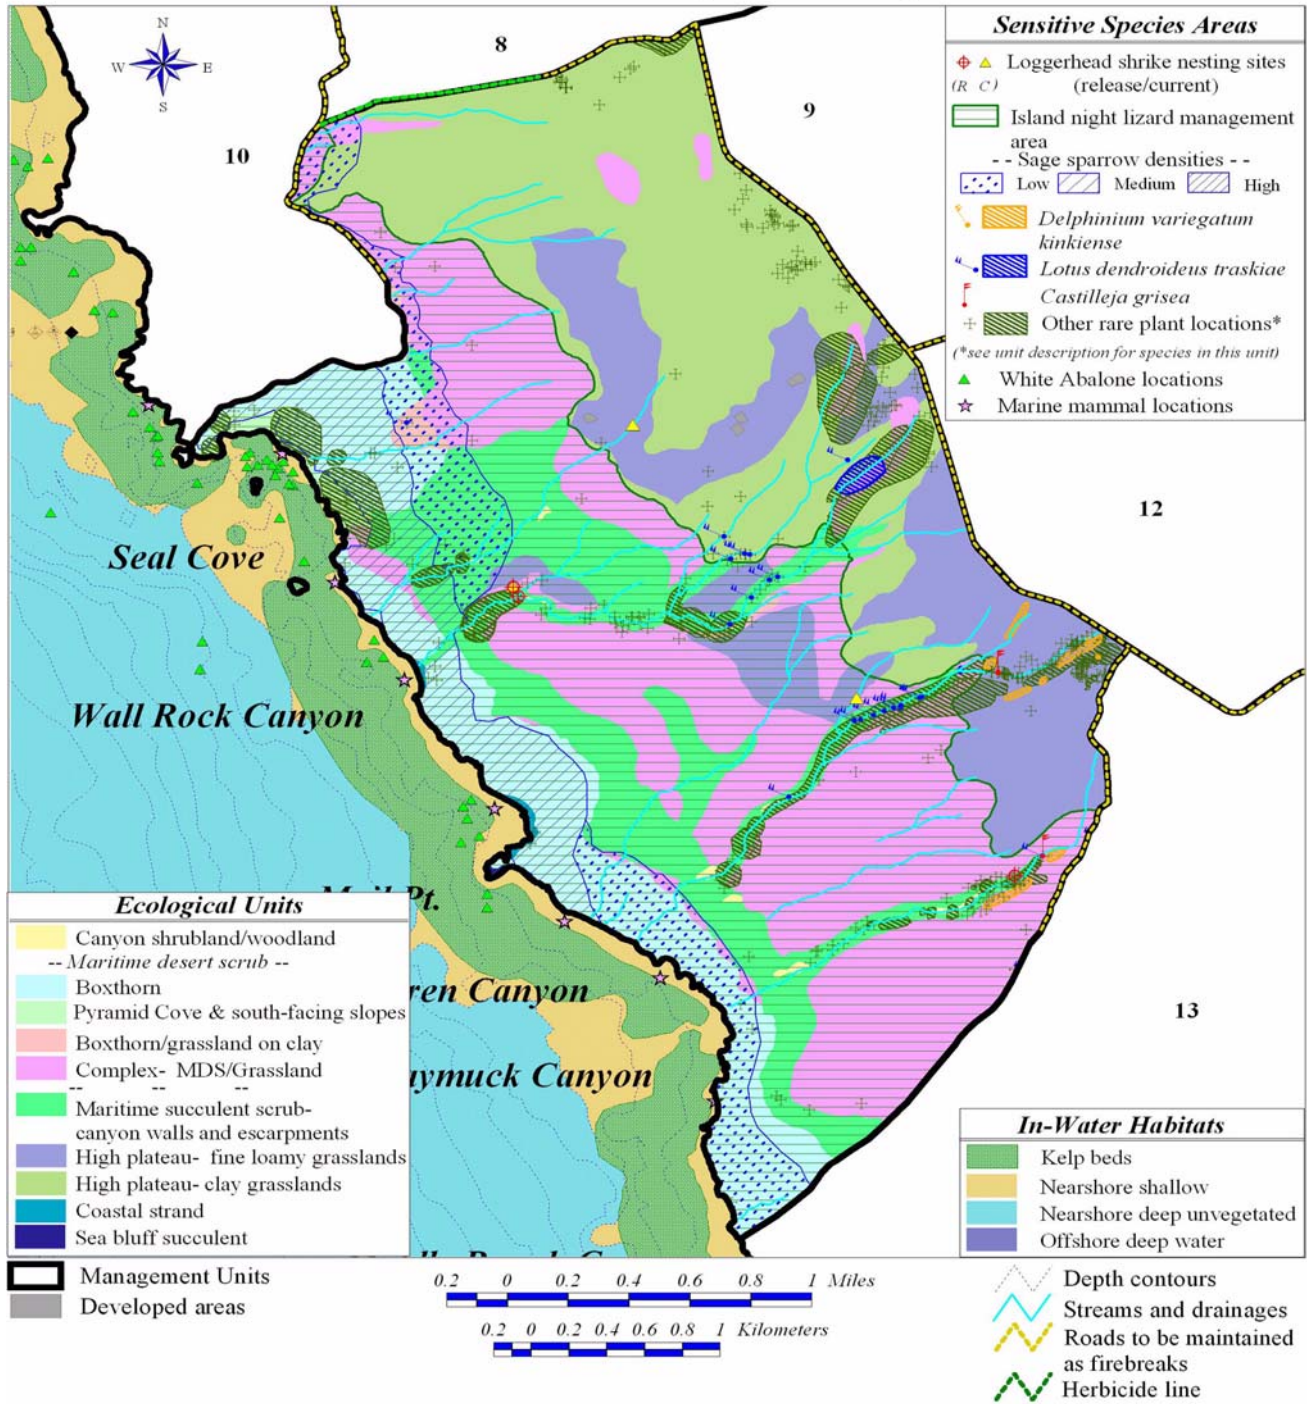 N
W E
S
8
9
10
12
13
Sensitive Species Areas
Loggerhead shrike nesting sites
(R C) (release/current)
Island night lizard management
area
- - Sage sparrow densities - -
Low Medium High
Delphinium variegatum
kinkiense
Lotus dendroideus traskiae
Castilleja grisea
Other rare plant locations*
(*see unit description for species in this unit)
White Abalone locations
Marine mammal locations
Seal Cove
Wall Rock Canyon
Pt.
Canyon
Canyon
Ecological Units
Canyon shrubland/woodland
-- Maritime desert scrub --
Boxthorn
Pyramid Cove & south-facing slopes
Boxthorn/grassland on clay
Complex- MDS/Grassland
-- -- --
Maritime succulent scrub-
canyon walls and escarpments
High plateau- fine loamy grasslands
High plateau- clay grasslands
Coastal strand
Sea bluff succulent
In-Water Habitats
Kelp beds
Nearshore shallow
Nearshore deep unvegetated
Offshore deep water
Management Units
Developed areas
0.2 0 0.2 0.4 0.6 0.8 1 Miles
0.2 0 0.2 0.4 0.6 0.8 1 Kilometers
Depth contours
Streams and drainages
Roads to be maintained
as firebreaks
Herbicide line